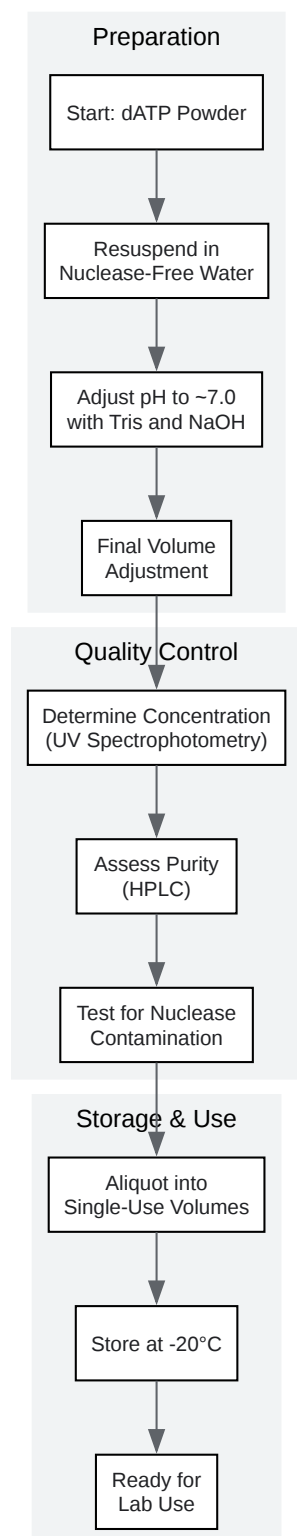 Preparation
Start: dATP Powder
Resuspend in
Nuclease-Free Water
Adjust pH to ~7.0
with Tris and NaOH
Final Volume
Adjustment
Quality Control
Determine Concentration
(UV Spectrophotometry)
Assess Purity
(HPLC)
Test for Nuclease
Contamination
Storage & Use
Aliquot into
Single-Use Volumes
Store at -20°C
Ready for
Lab Use